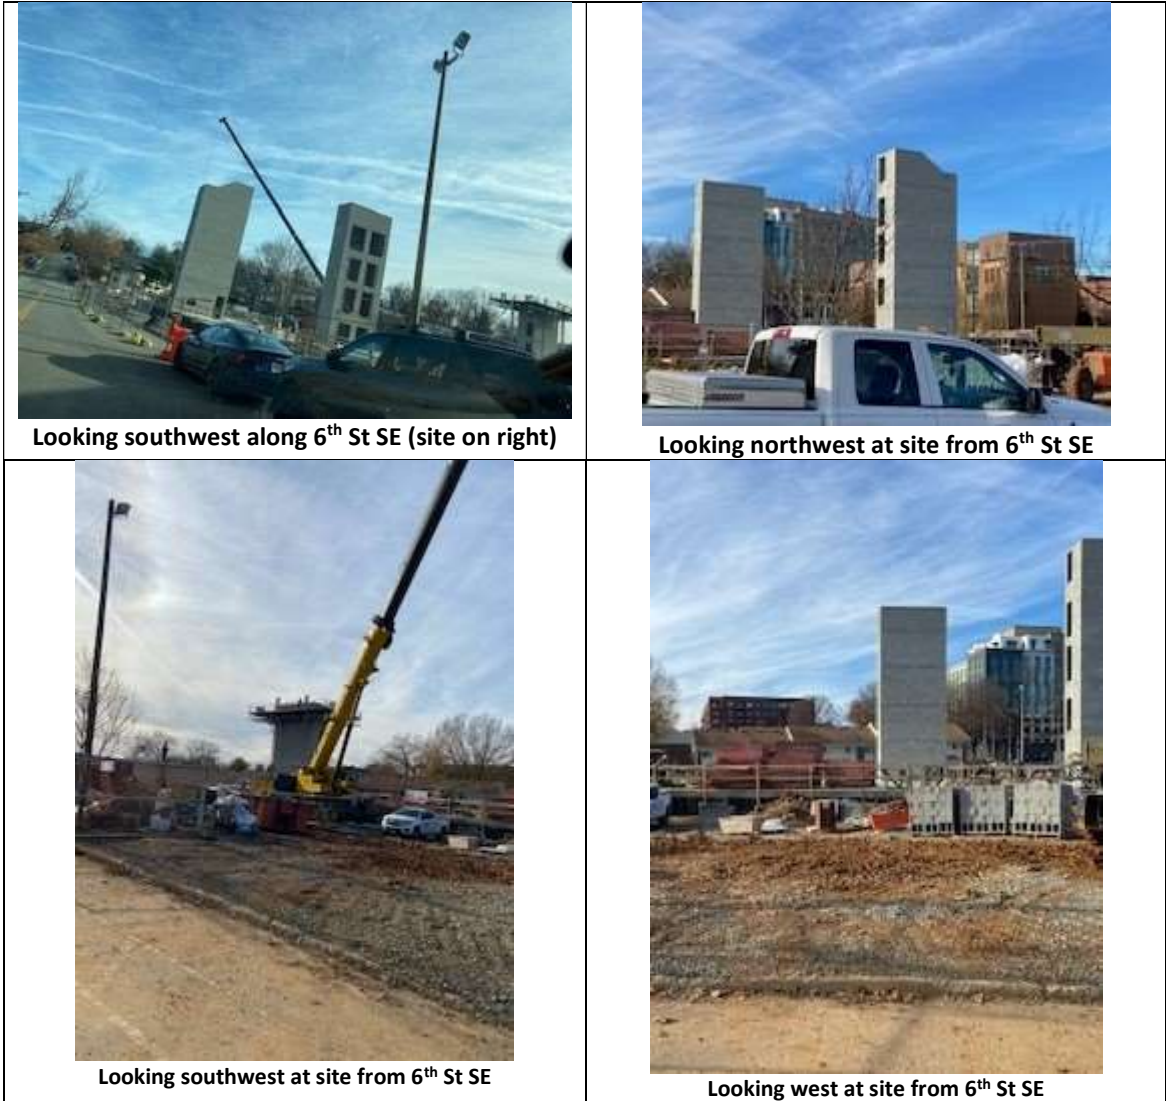 Looking southwest along 6th St SE (site on right)
Looking northwest at site from 6th St SE
Looking southwest at site from 6th St SE
Looking west at site from 6th St SE